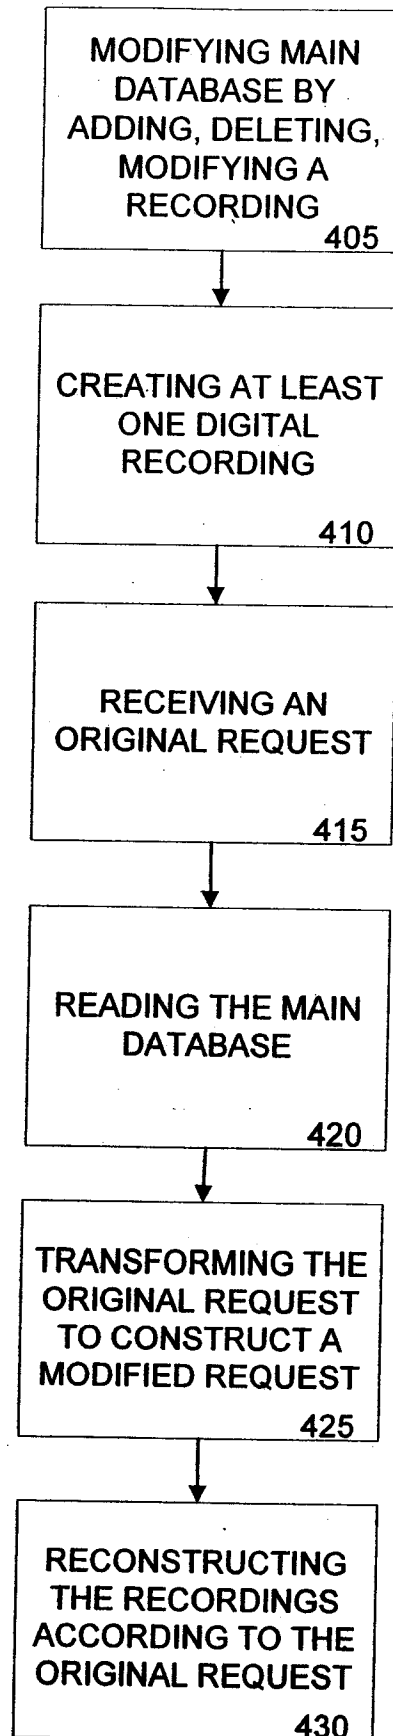 MODIFYING MAIN
DATABASE BY
ADDING, DELETING,
MODIFYING A
RECORDING
405
CREATING AT LEAST
ONE DIGITAL
RECORDING
410
RECEIVING AN
ORIGINAL REQUEST
415
READING THE MAIN
DATABASE
420
TRANSFORMING THE
ORIGINAL REQUEST
TO CONSTRUCT A
MODIFIED REQUEST
425
RECONSTRUCTING
THE RECORDINGS
ACCORDING TO THE
ORIGINAL REQUEST
430